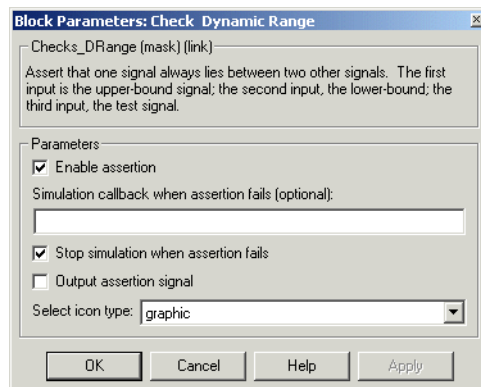 Block Parameters: Check Dynamic Range
Checks_DRange (mask) (link)
Assert that one signal always lies between two other signals. The first
input is the upper-bound signal; the second input, the lower-bound; the
third input, the test signal.
Parameters
Enable assertion
Simulation callback when assertion fails (optional):
Stop simulation when assertion fails
Output assertion signal
Select icon type: graphic
OK Cancel Help Apply